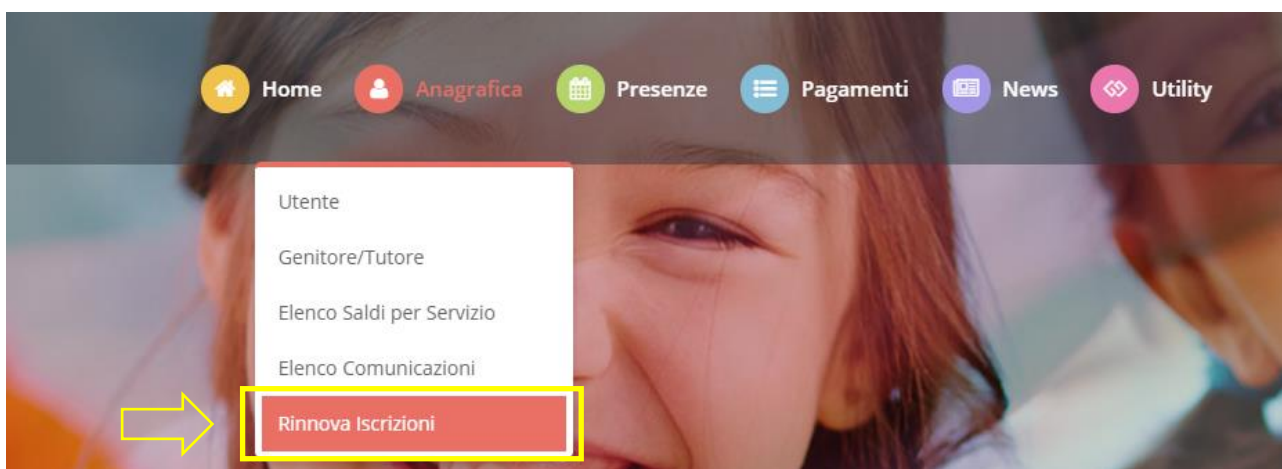 Home Anagrafica Presenze Pagamenti News Utility
Utente
Genitore/Tutore
Elenco Saldi per Servizio
Elenco Comunicazioni
Rinnova Iscrizioni